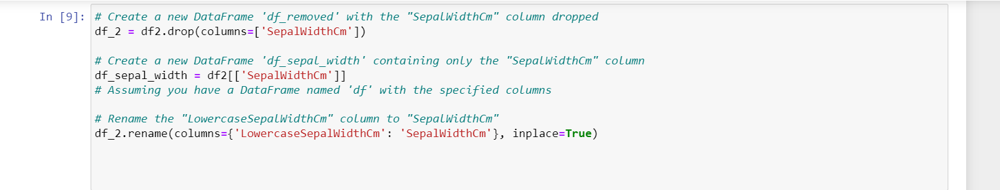 In [9]: # Create a new DataFrame 'df_removed' with the "SepalWidthCm" column dropped
df_2 = df2.drop(columns=['SepalWidthCm'])
# Create a new DataFrame 'df_sepal_width' containing only the "SepalWidthCm" column
df_sepal_width = df2[['SepalWidthCm']]
# Assuming you have a DataFrame named 'df' with the specified columns
# Rename the "LowercaseSepalWidthCm" column to "SepalWidthCm"
df_2.rename(columns={'LowercaseSepalWidthCm': 'SepalWidthCm'}, inplace=True)